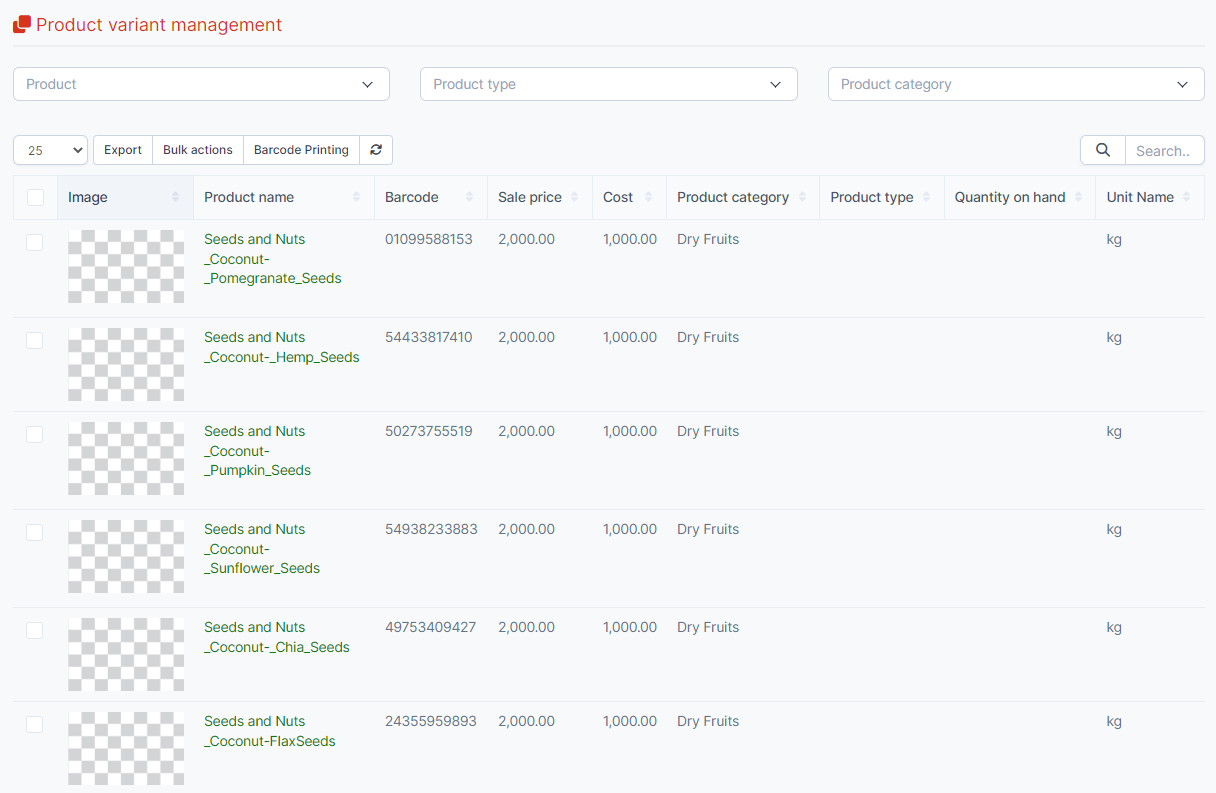 Product variant management
Product Product type Product category
25 Export Bulk actions Barcode Printing Search..
Image Product name Barcode Sale price Cost Product category Product type Quantity on hand Unit Name
Seeds and Nuts 01099588153 2,000.00 1,000.00 Dry Fruits kg
_Coconut-
_Pomegranate_Seeds
Seeds and Nuts 54433817410 2,000.00 1,000.00 Dry Fruits kg
_Coconut-_Hemp_Seeds
Seeds and Nuts 50273755519 2,000.00 1,000.00 Dry Fruits kg
_Coconut-
_Pumpkin_Seeds
Seeds and Nuts 54938233883 2,000.00 1,000.00 Dry Fruits kg
_Coconut-
_Sunflower_Seeds
Seeds and Nuts 49753409427 2,000.00 1,000.00 Dry Fruits kg
_Coconut-_Chia_Seeds
Seeds and Nuts 24355959893 2,000.00 1,000.00 Dry Fruits kg
_Coconut-FlaxSeeds